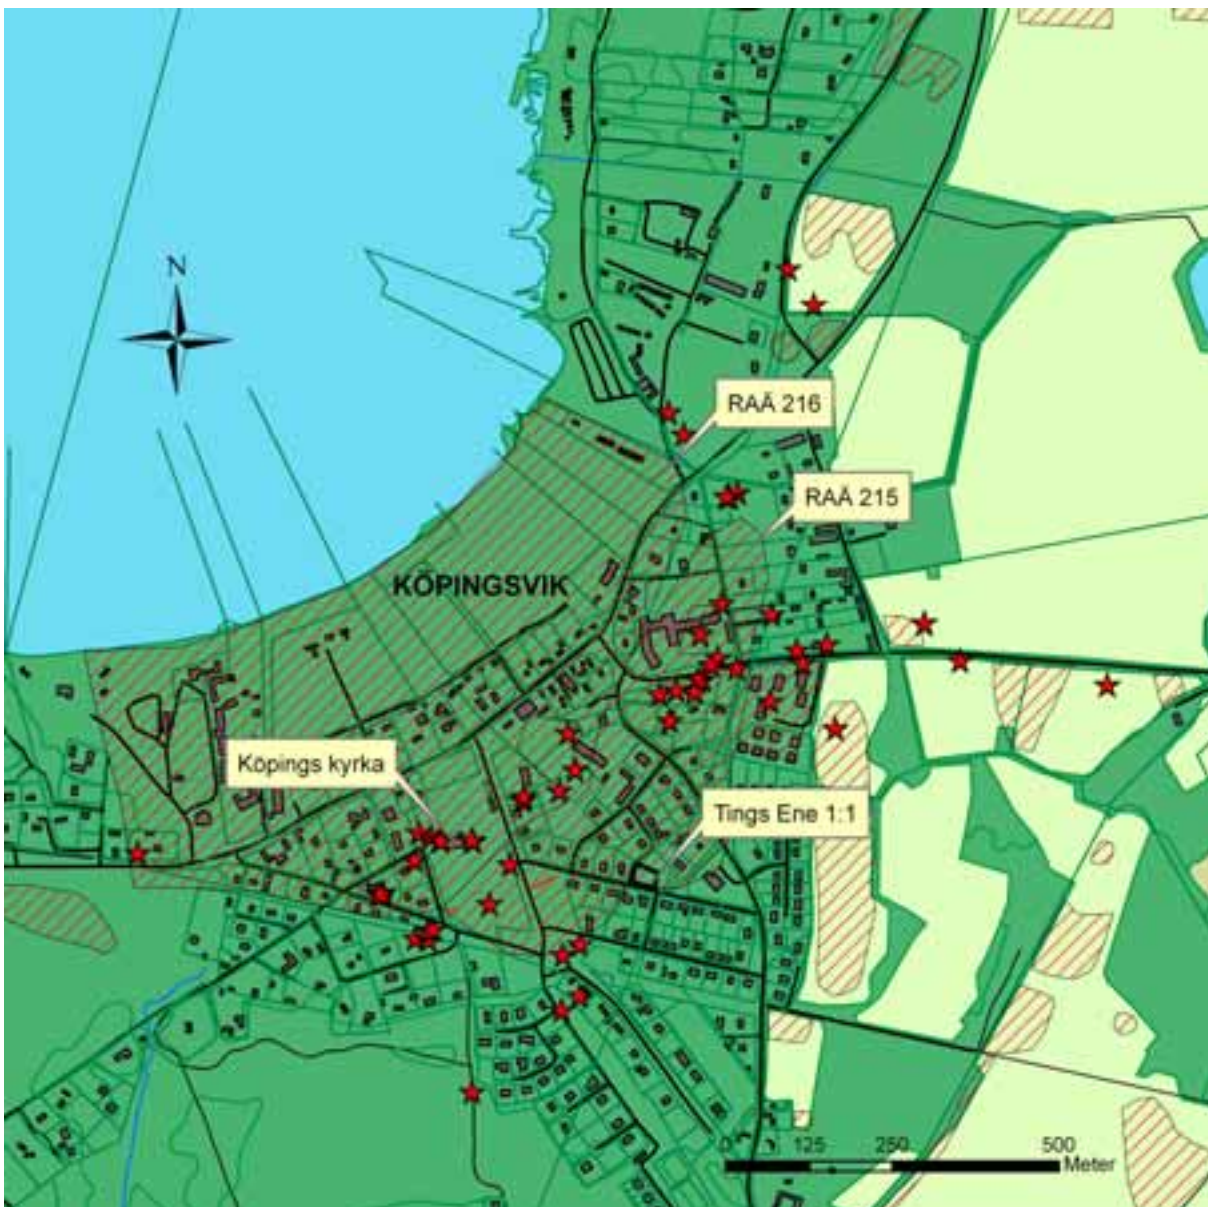 N
RAÄ 216
RAÄ 215
KÖPINGSVIK
Köpings kyrka
Tings Ene 1:1
0 125 250 500
Meter